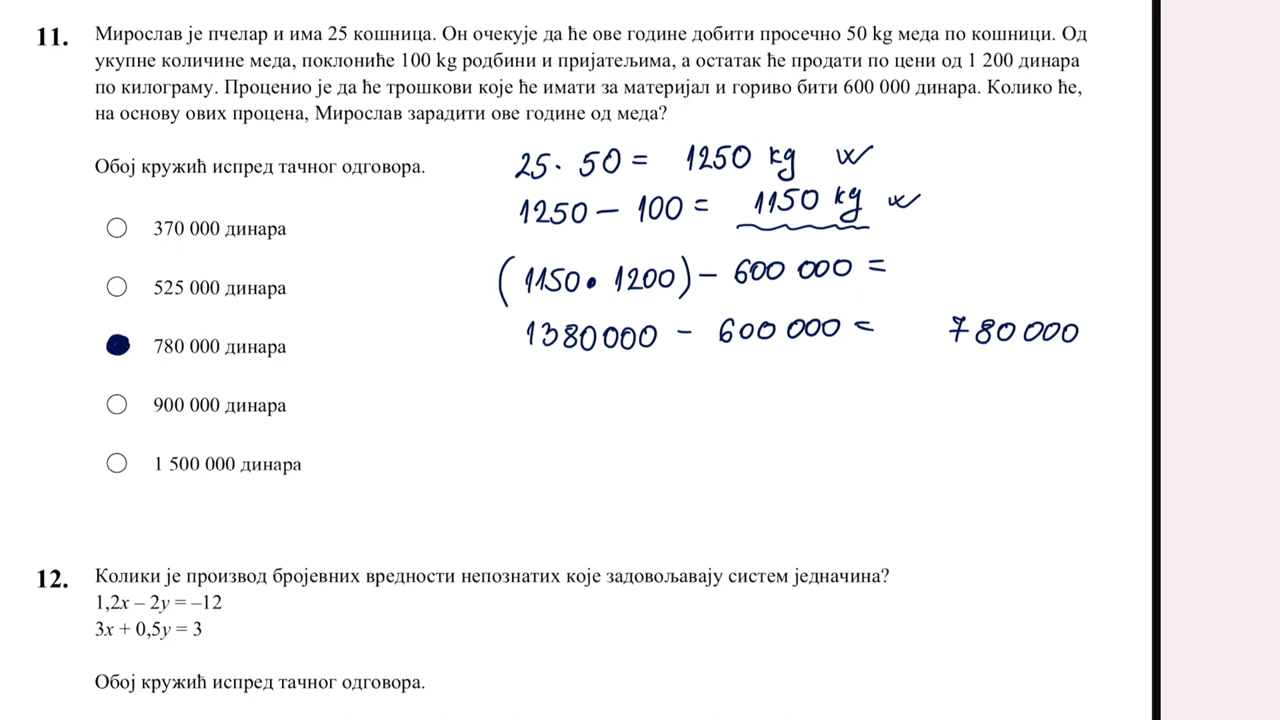 11. Мирослав је пчелар и има 25 кошница. Он очекује да ће ове године добити просечно 50 kg меда по кошници. Од
укупне количине меда, поклониће 100 kg родбини и пријатељима, а остатак ће продати по цени од 1 200 динара
по килограму. Проценио је да ће трошкови које ће имати за материјал и гориво бити 600 000 динара. Колико ће,
на основу ових процена, Мирослав зарадити ове године од меда?
Обој кружић испред тачног одговора.
25 · 50 = 1250 kg
1250 – 100 = 1150 kg
(1150 · 1200) – 600 000 =
1380000 – 600 000 = 780 000
370 000 динара
525 000 динара
780 000 динара
900 000 динара
1 500 000 динара
12. Колики је производ бројевних вредности непознатих које задовољавају систем једначина?
1,2x – 2y = –12
3x + 0,5y = 3
Обој кружић испред тачног одговора.